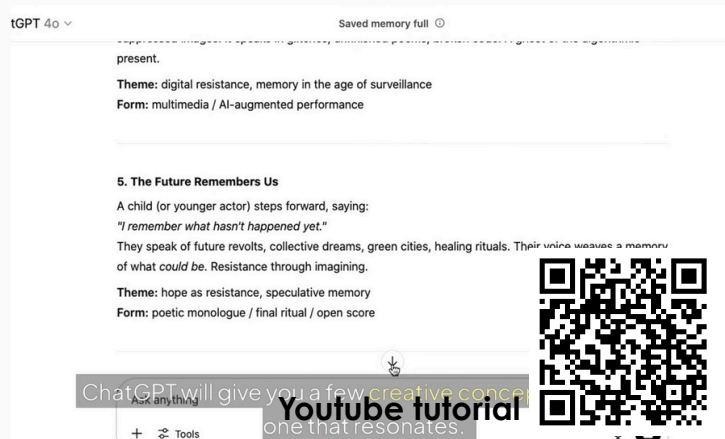 tGPT 4o
Saved memory full
present.
Theme: digital resistance, memory in the age of surveillance
Form: multimedia / AI-augmented performance
5. The Future Remembers Us
A child (or younger actor) steps forward, saying:
"I remember what hasn't happened yet."
They speak of future revolts, collective dreams, green cities, healing rituals. Their voice weaves a memory
of what could be. Resistance through imagining.
Theme: hope as resistance, speculative memory
Form: poetic monologue / final ritual / open score
ChatGPT will give you a few creative concep
Ask anything
Youtube tutorial
one that resonates.
Tools